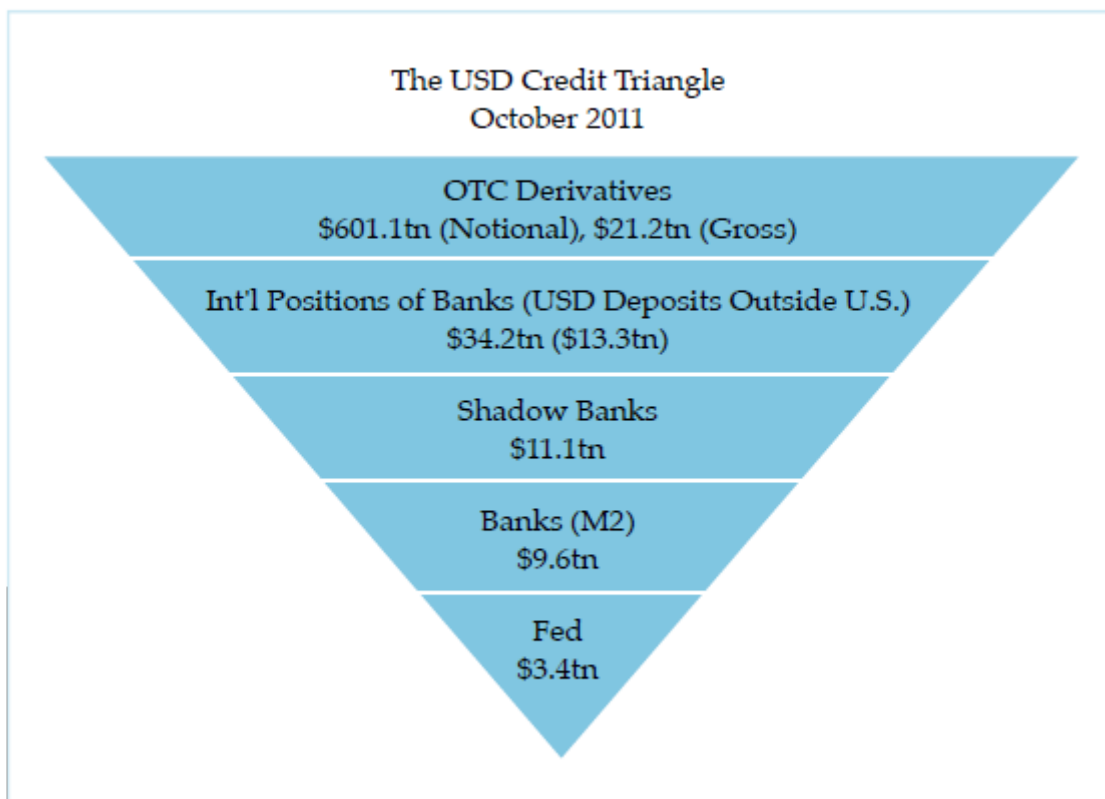 The USD Credit Triangle
October 2011
OTC Derivatives
$601.1tn (Notional), $21.2tn (Gross)
Int'l Positions of Banks (USD Deposits Outside U.S.)
$34.2tn ($13.3tn)
Shadow Banks
$11.1tn
Banks (M2)
$9.6tn
Fed
$3.4tn